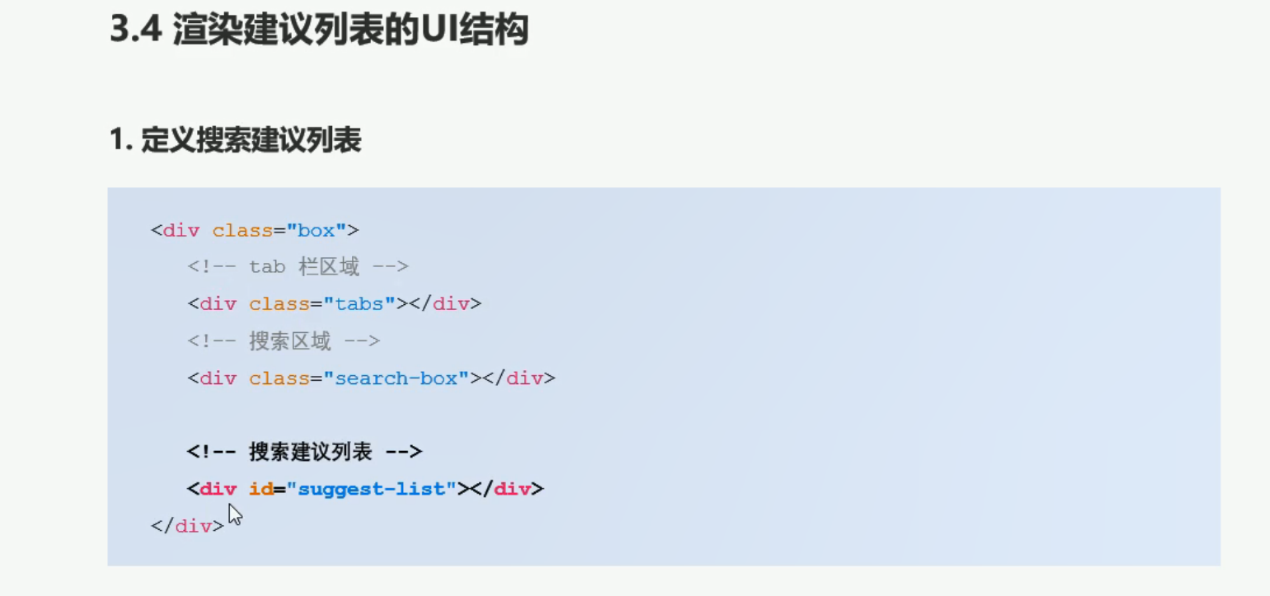 3.4 渲染建议列表的UI结构
1. 定义搜索建议列表
<div class="box">
<!-- tab 栏区域 -->
<div class="tabs"></div>
<!-- 搜索区域 -->
<div class="search-box"></div>
<!-- 搜索建议列表 -->
<div id="suggest-list"></div>
</div>